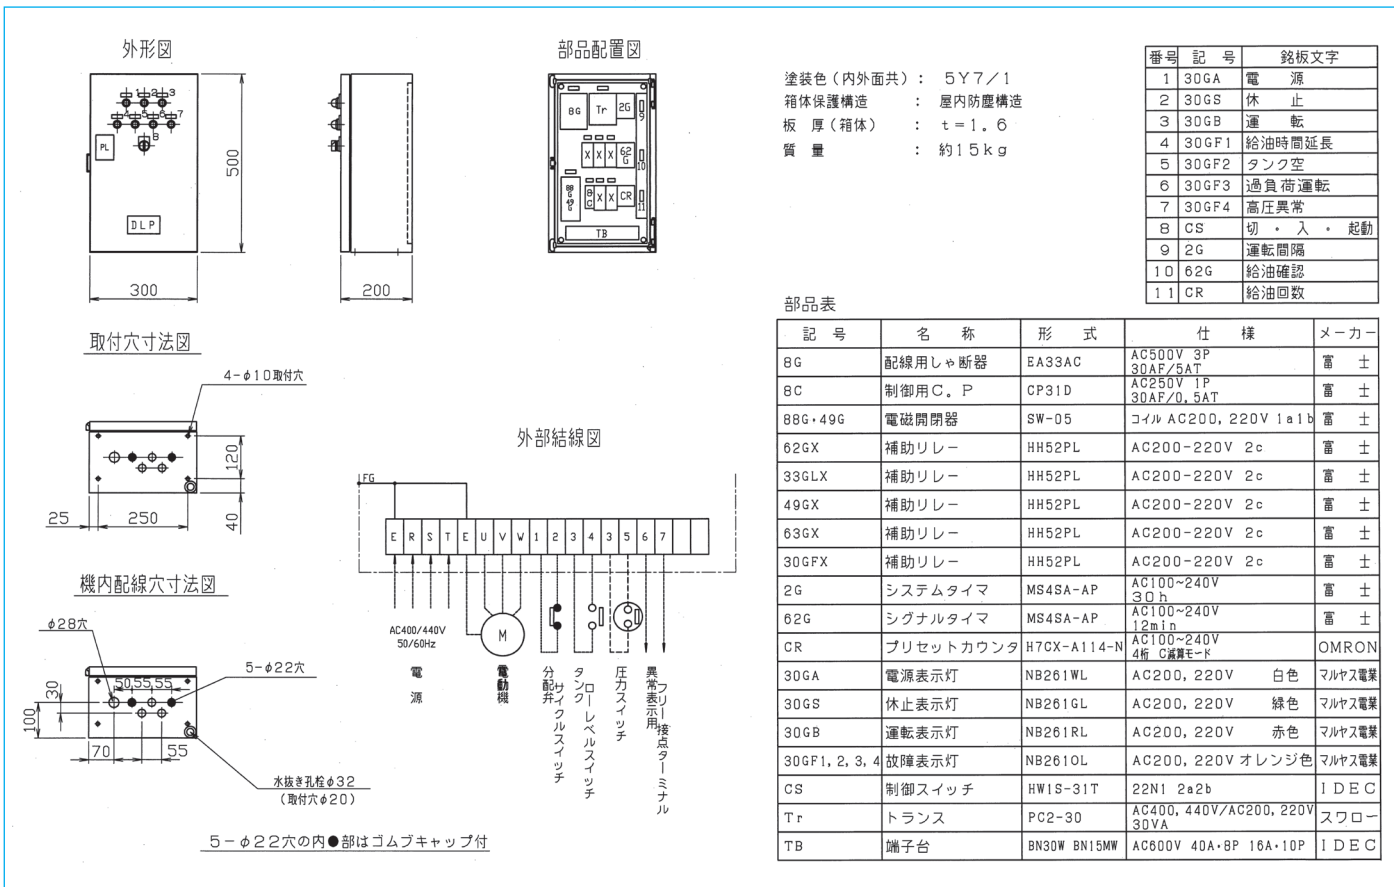 外形図
1
2
3
4
5
6
7
8
PL
DLP
500
300
200
部品配置図
8G
Tr
2G
9
X
X
X
62
G
10
88
G
49
G
8
C
X
X
CR
11
TB
塗装色（内外面共）： 5Y7/1
箱体保護構造 ： 屋内防塵構造
板 厚（箱体） ： t＝1.6
質 量 ： 約15kg
番号 記 号 銘板文字
1 30GA 電 源
2 30GS 休 止
3 30GB 運 転
4 30GF1 給油時間延長
5 30GF2 タンク空
6 30GF3 過負荷運転
7 30GF4 高圧異常
8 CS 切 ・ 入 ・ 起動
9 2G 運転間隔
10 62G 給油確認
11 CR 給油回数
取付穴寸法図
4-φ10取付穴
120
40
25
250
機内配線穴寸法図
φ28穴
5-φ22穴
50
55
55
30
100
70
55
水抜き孔栓φ32
(取付穴φ20)
5-φ22穴の内●部はゴムブキャップ付
外部結線図
FG
E R S T E U V W 1 2 3 4 3 5 6 7
AC400/440V
50/60Hz
M
電源
電動機
分配弁
サイクルスイッチ
タンク
ローレベルスイッチ
圧力スイッチ
異常表示用
フリー接点ターミナル
部品表
記 号 名 称 形 式 仕 様 メーカー
8G 配線用しゃ断器 EA33AC AC500V 3P
30AF/5AT 富 士
8C 制御用C．P CP31D AC250V 1P
30AF/0,5AT 富 士
88G・49G 電磁開閉器 SW-05 コイル AC200,220V 1a1b 富 士
62GX 補助リレー HH52PL AC200-220V 2c 富 士
33GLX 補助リレー HH52PL AC200-220V 2c 富 士
49GX 補助リレー HH52PL AC200-220V 2c 富 士
63GX 補助リレー HH52PL AC200-220V 2c 富 士
30GFX 補助リレー HH52PL AC200-220V 2c 富 士
2G システムタイマ MS4SA-AP AC100~240V
30h 富 士
62G シグナルタイマ MS4SA-AP AC100~240V
12min 富 士
CR プリセットカウンタ H7CX-A114-N AC100~240V
4桁 C減算モード OMRON
30GA 電源表示灯 NB261WL AC200,220V 白色 マルヤス電業
30GS 休止表示灯 NB261GL AC200,220V 緑色 マルヤス電業
30GB 運転表示灯 NB261RL AC200,220V 赤色 マルヤス電業
30GF1,2,3,4 故障表示灯 NB261OL AC200,220V オレンジ色 マルヤス電業
CS 制御スイッチ HW1S-31T 22N1 2a2b IDEC
Tr トランス PC2-30 AC400,440V/AC200,220V
30VA スワロー
TB 端子台 BN30W BN15MW AC600V 40A・8P 16A・10P IDEC